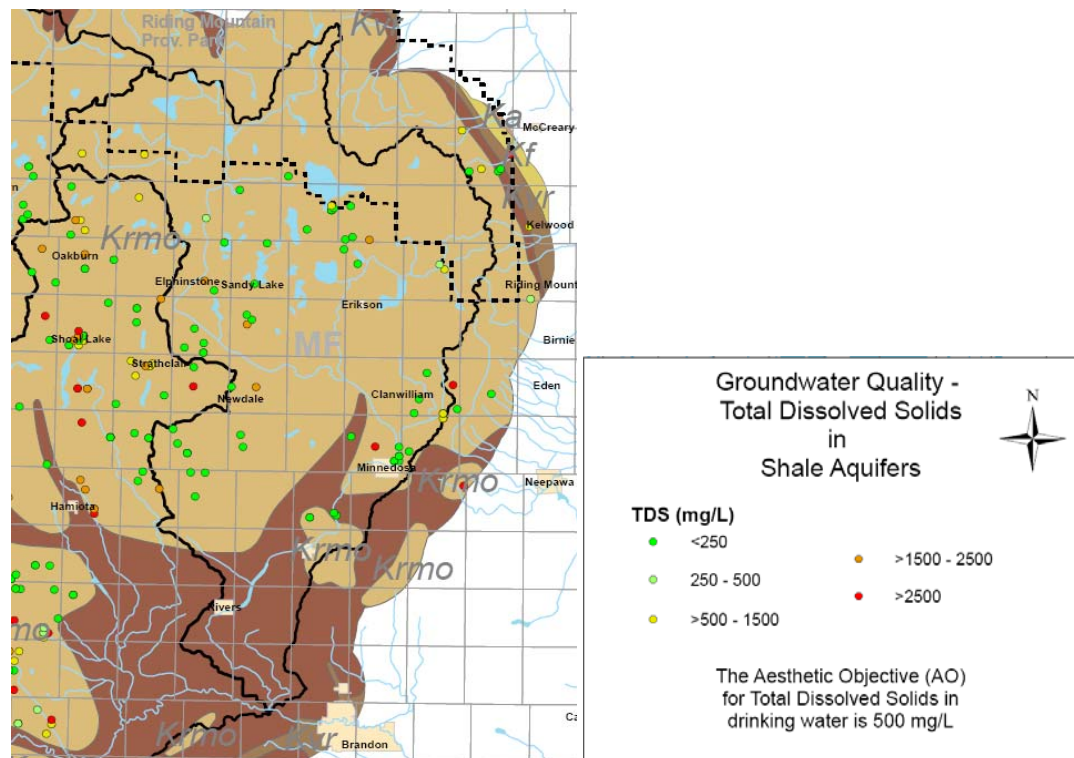 Riding Mountain
Prov. Park
Kvr
Ka
McCreary
Kf
Kvr
Kelwood
Krmo
Oakburn
Elphinstone
Sandy Lake
Riding Mount
Erikson
Birnie
Shoal Lake
MF
Strathclair
Eden
Newdale
Clanwilliam
Minnedosa
Krmo
Neepawa
Hamiota
Krmo
Krmo
Rivers
mo
Krmo
Kvr
Brandon
Ca
Groundwater Quality -
Total Dissolved Solids
in
Shale Aquifers
N
TDS (mg/L)
<250
250 - 500
>500 - 1500
>1500 - 2500
>2500
The Aesthetic Objective (AO)
for Total Dissolved Solids in
drinking water is 500 mg/L